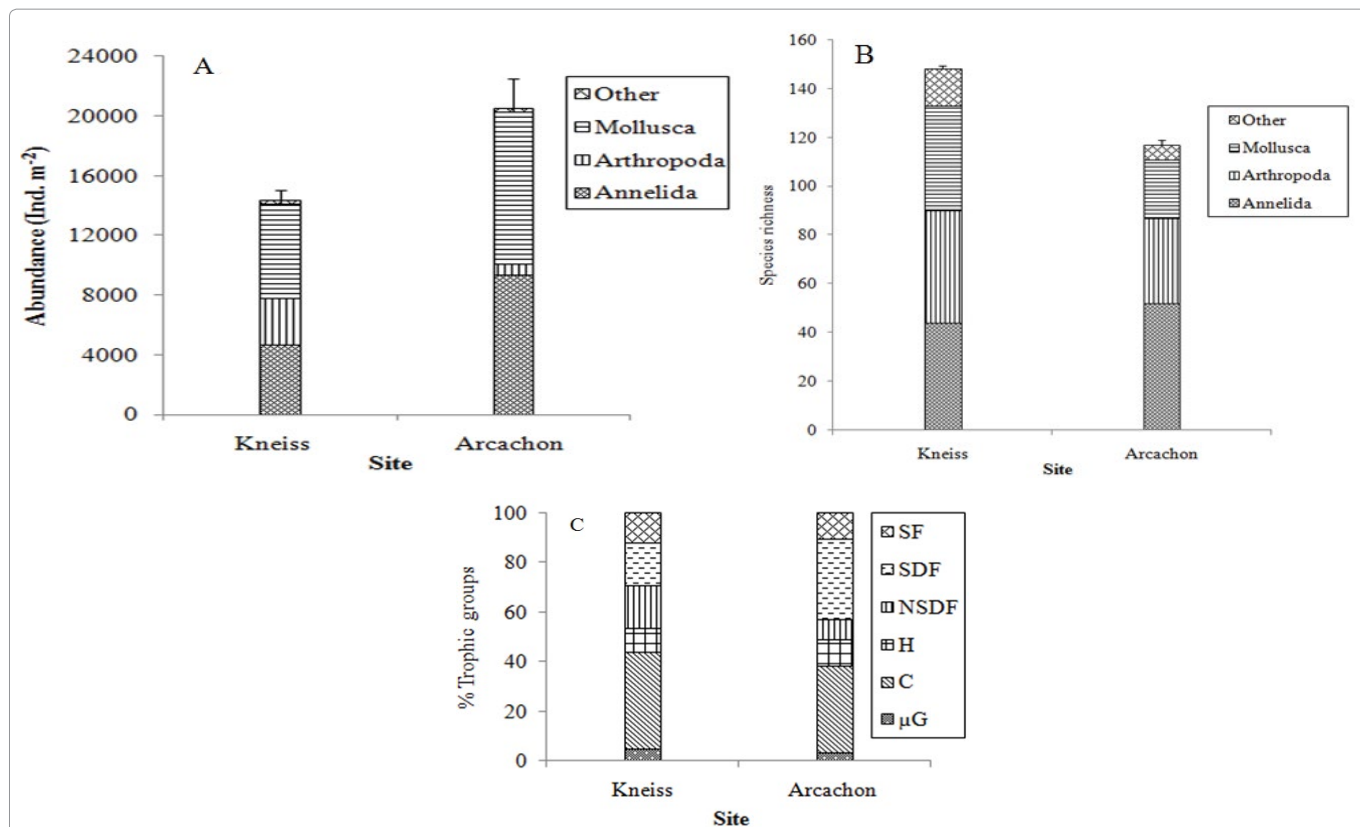 A
24000
20000
16000
12000
8000
4000
0
Abundance (Ind. m-2)
Kneiss
Arcachon
Site
Other
Mollusca
Arthropoda
Annelida
B
160
140
120
100
80
60
40
20
0
Species richness
Kneiss
Arcachon
Site
Other
Mollusca
Arthropoda
Annelida
C
100
80
60
40
20
0
% Trophic groups
Kneiss
Arcachon
Site
SF
SDF
NSDF
H
C
µG